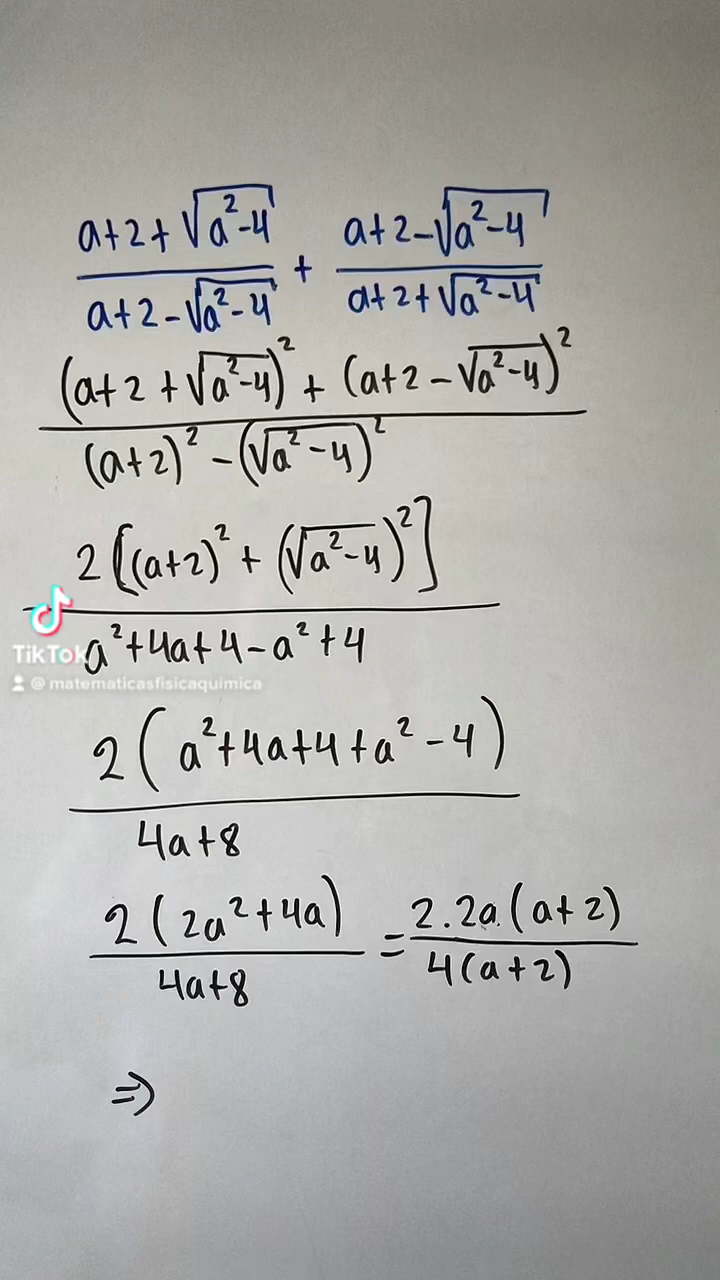 a+2+√a²-4 / a+2-√a²-4 + a+2-√a²-4 / a+2+√a²-4
(a+2+√a²-4)² + (a+2-√a²-4)² / (a+2)² - (√a²-4)²
2[(a+2)² + (√a²-4)²] / a²+4a+4-a²+4
TikTok
@matematicasfisicaquimica
2(a²+4a+4+a²-4) / 4a+8
2(2a²+4a) / 4a+8 = 2.2a(a+2) / 4(a+2)
⇒